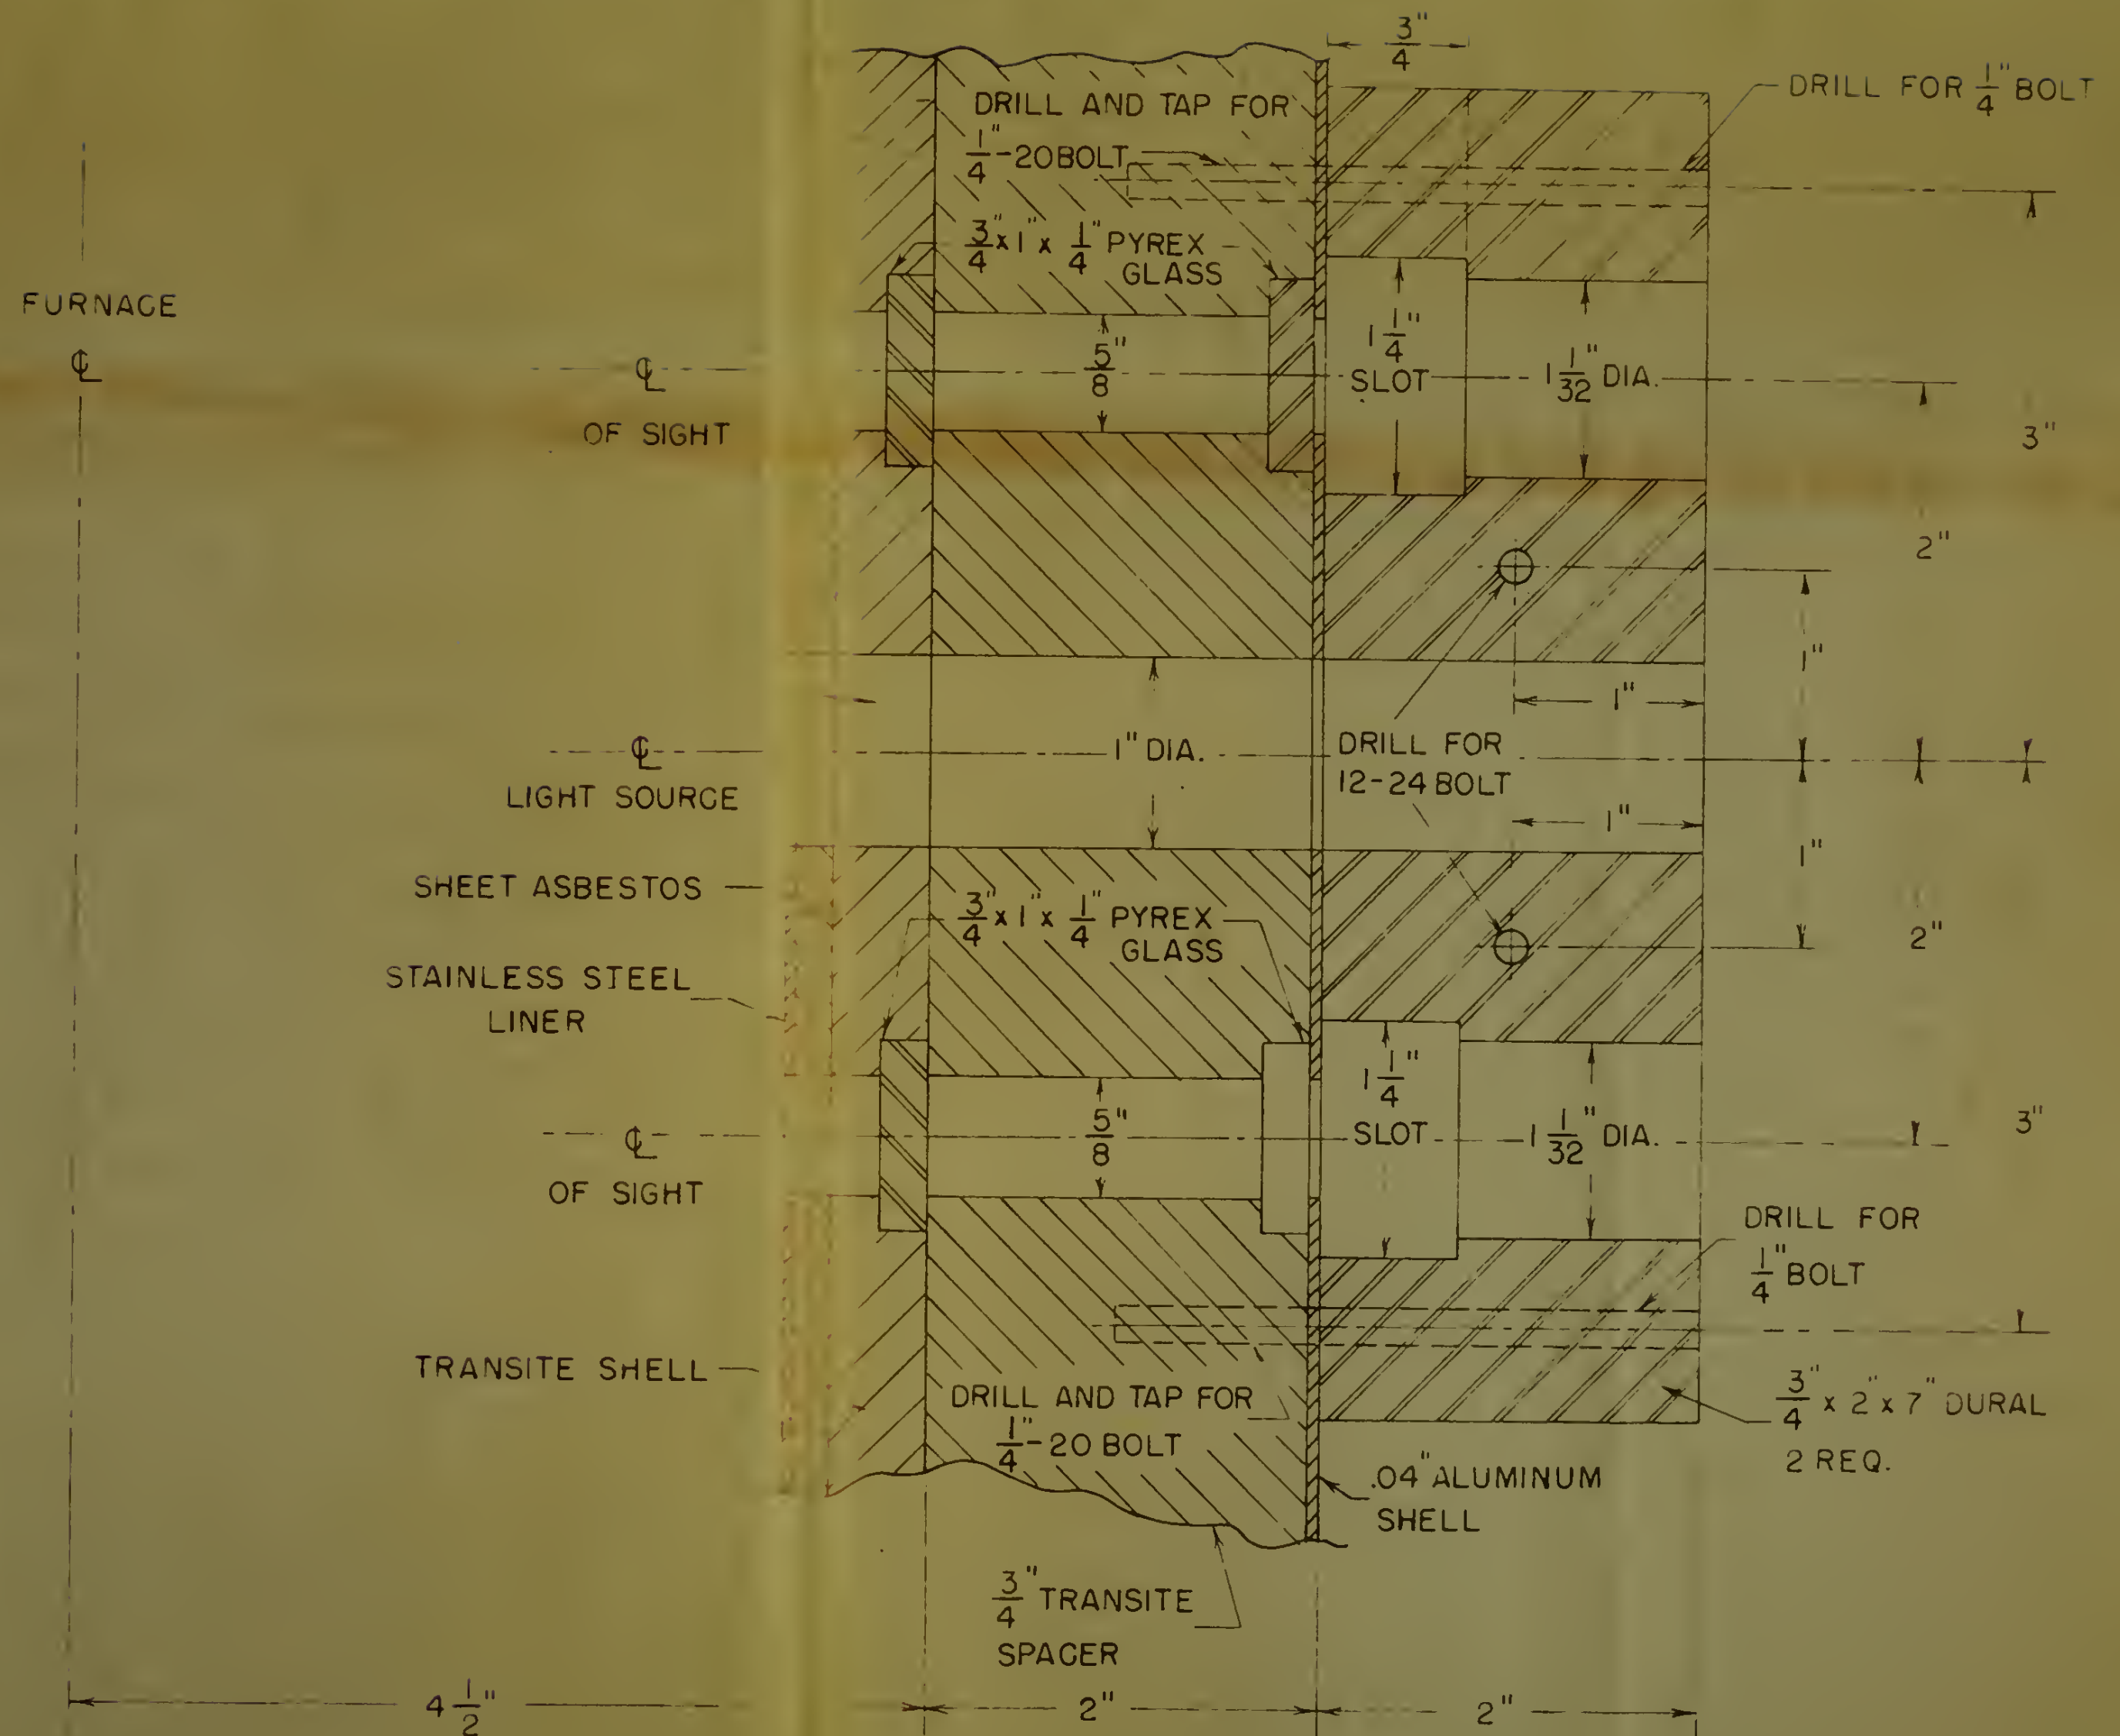 3"
4
DRILL FOR 1/4" BOLT
DRILL AND TAP FOR
1/4"-20 BOLT
3/4" x 1" x 1/4" PYREX
GLASS
FURNACE
℄
℄
OF SIGHT
5/8"
1 1/4"
SLOT
1 1/32" DIA.
3"
2"
1"
1"
℄
LIGHT SOURCE
1" DIA.
DRILL FOR
12-24 BOLT
1"
1"
2"
3"
SHEET ASBESTOS
3/4" x 1" x 1/4" PYREX
GLASS
STAINLESS STEEL
LINER
℄
OF SIGHT
5/8"
1 1/4"
SLOT
1 1/32" DIA.
DRILL FOR
1/4" BOLT
TRANSITE SHELL
DRILL AND TAP FOR
1/4"-20 BOLT
3/4" x 2" x 7" DURAL
2 REQ.
.04" ALUMINUM
SHELL
3/4" TRANSITE
SPACER
4 1/2"
2"
2"